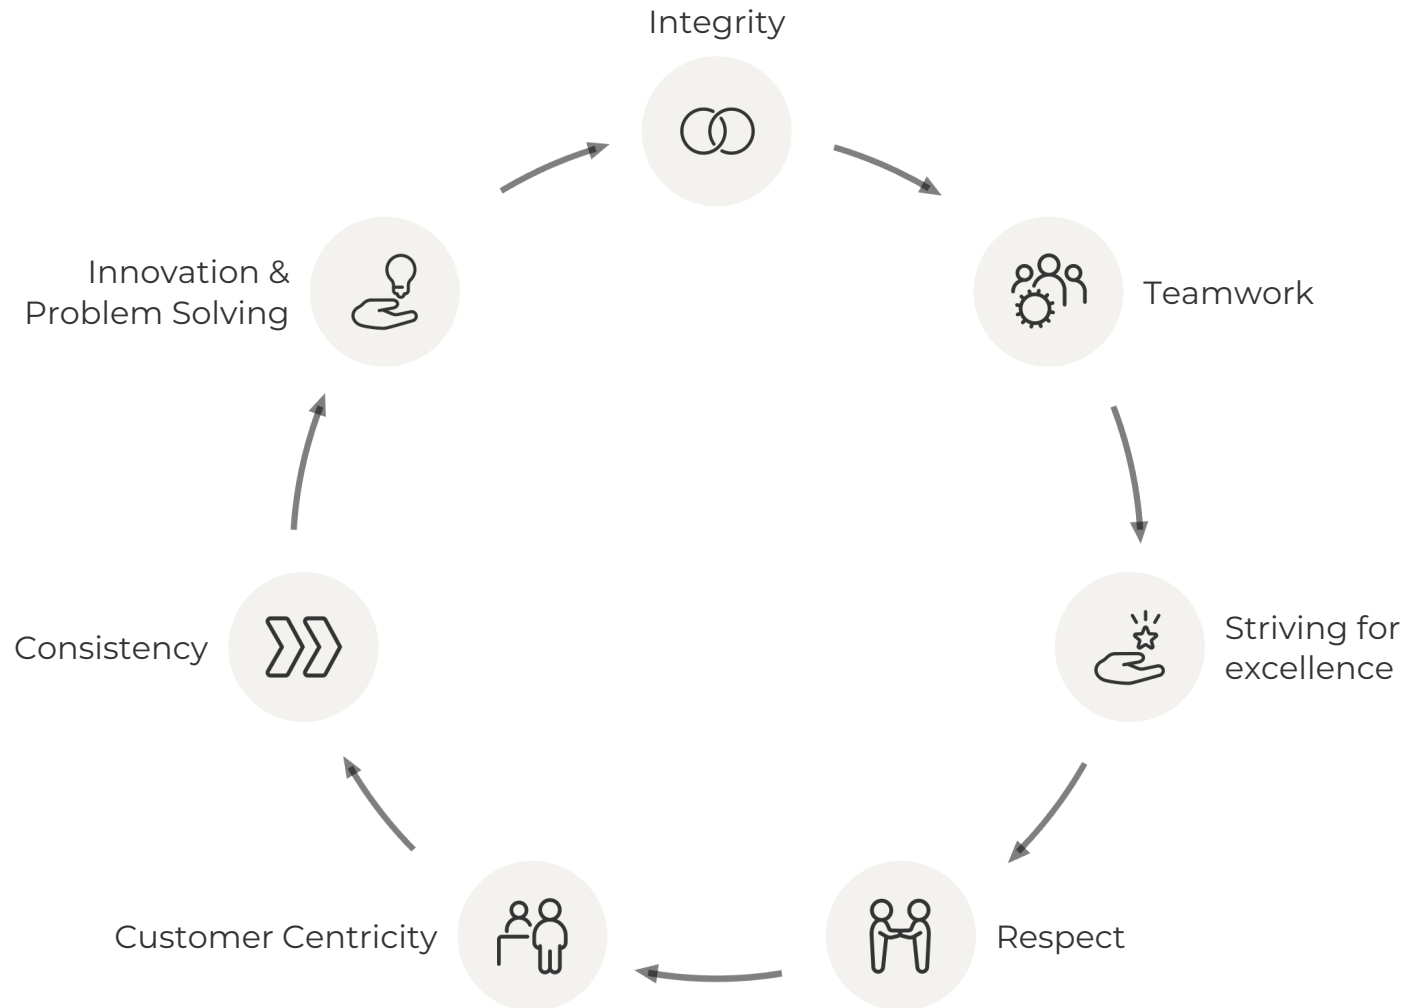 Integrity
Teamwork
Striving for
excellence
Respect
Customer Centricity
Consistency
Innovation &
Problem Solving